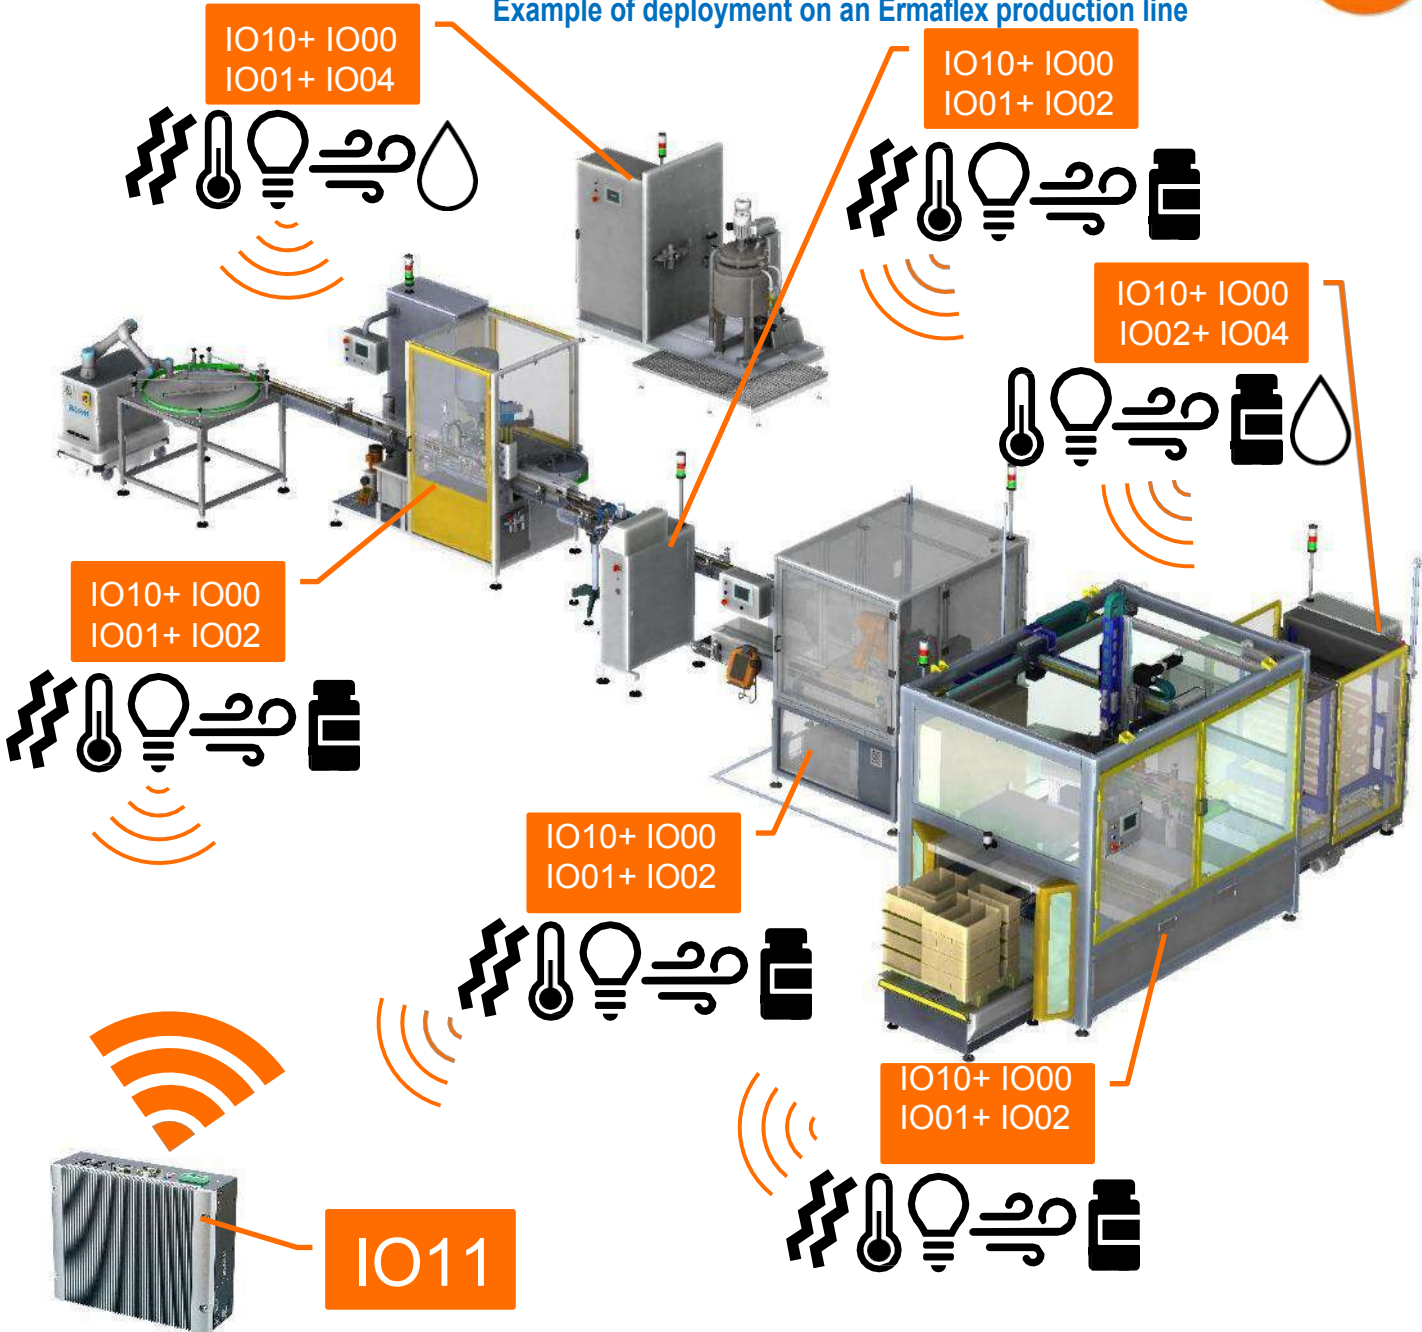 Example of deployment on an Ermaflex production line
IO10+ IO00
IO01+ IO04
IO10+ IO00
IO01+ IO02
IO10+ IO00
IO02+ IO04
IO10+ IO00
IO01+ IO02
IO10+ IO00
IO01+ IO02
IO10+ IO00
IO01+ IO02
IO11